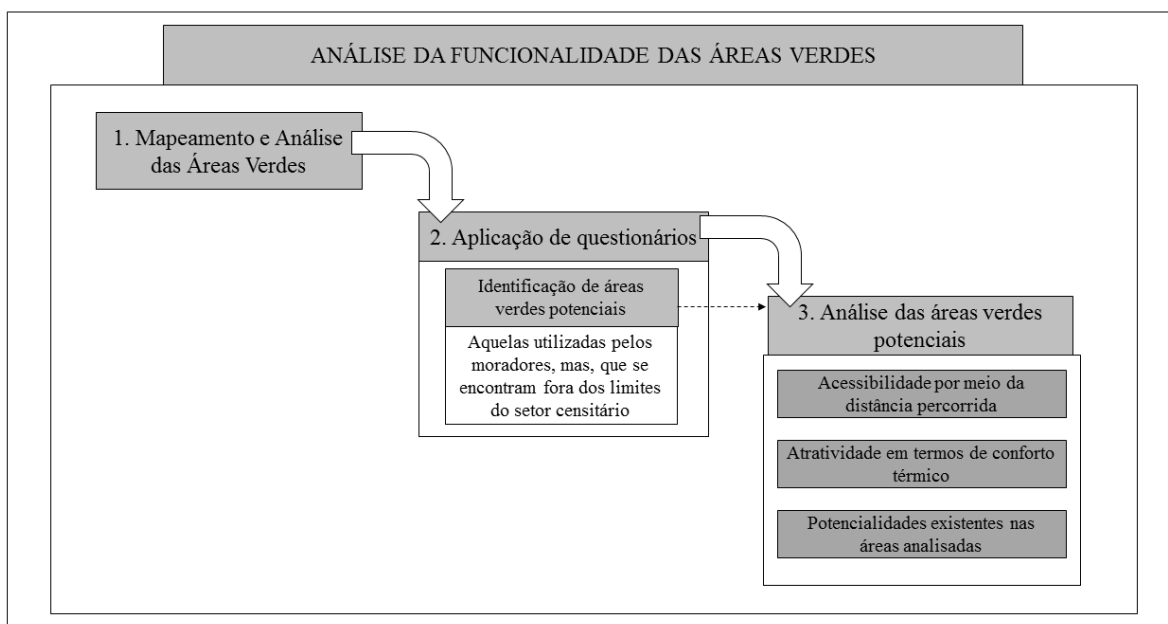 ANÁLISE DA FUNCIONALIDADE DAS ÁREAS VERDES
1. Mapeamento e Análise
das Áreas Verdes
2. Aplicação de questionários
Identificação de áreas
verdes potenciais
Aquelas utilizadas pelos
moradores, mas, que se
encontram fora dos limites
do setor censitário
3. Análise das áreas verdes
potenciais
Acessibilidade por meio da
distância percorrida
Atratividade em termos de conforto
térmico
Potencialidades existentes nas
áreas analisadas